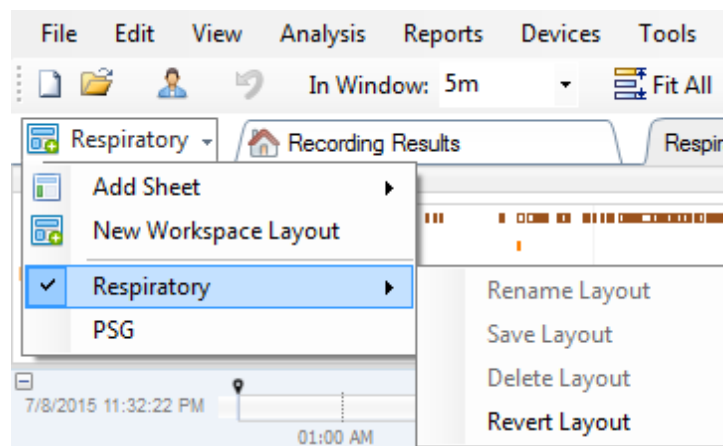 File Edit View Analysis Reports Devices Tools
In Window: 5m Fit All
Respiratory Recording Results Respir
Add Sheet
New Workspace Layout
Respiratory
PSG
Rename Layout
Save Layout
Delete Layout
Revert Layout
7/8/2015 11:32:22 PM
01:00 AM